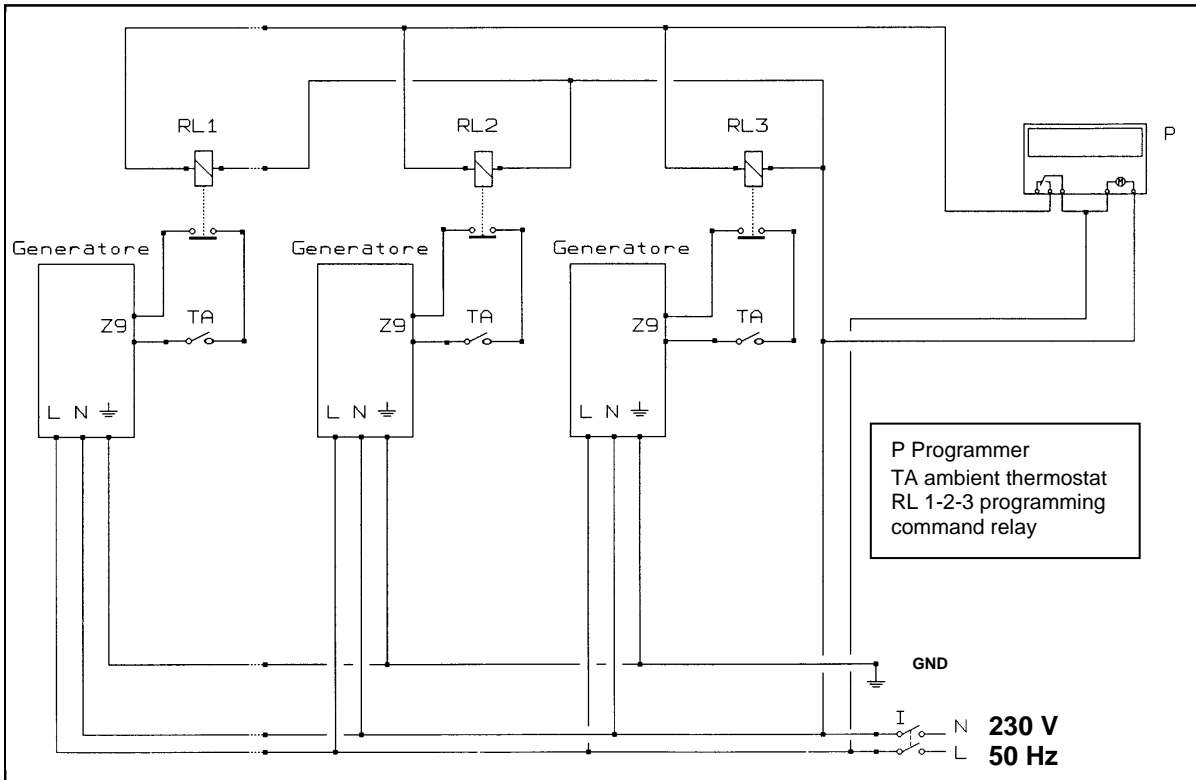 RL1
RL2
RL3
P
Generatore
Generatore
Generatore
Z9
TA
Z9
TA
Z9
TA
L N
L N
L N
M
P Programmer
TA ambient thermostat
RL 1-2-3 programming
command relay
GND
I
N 230 V
L 50 Hz